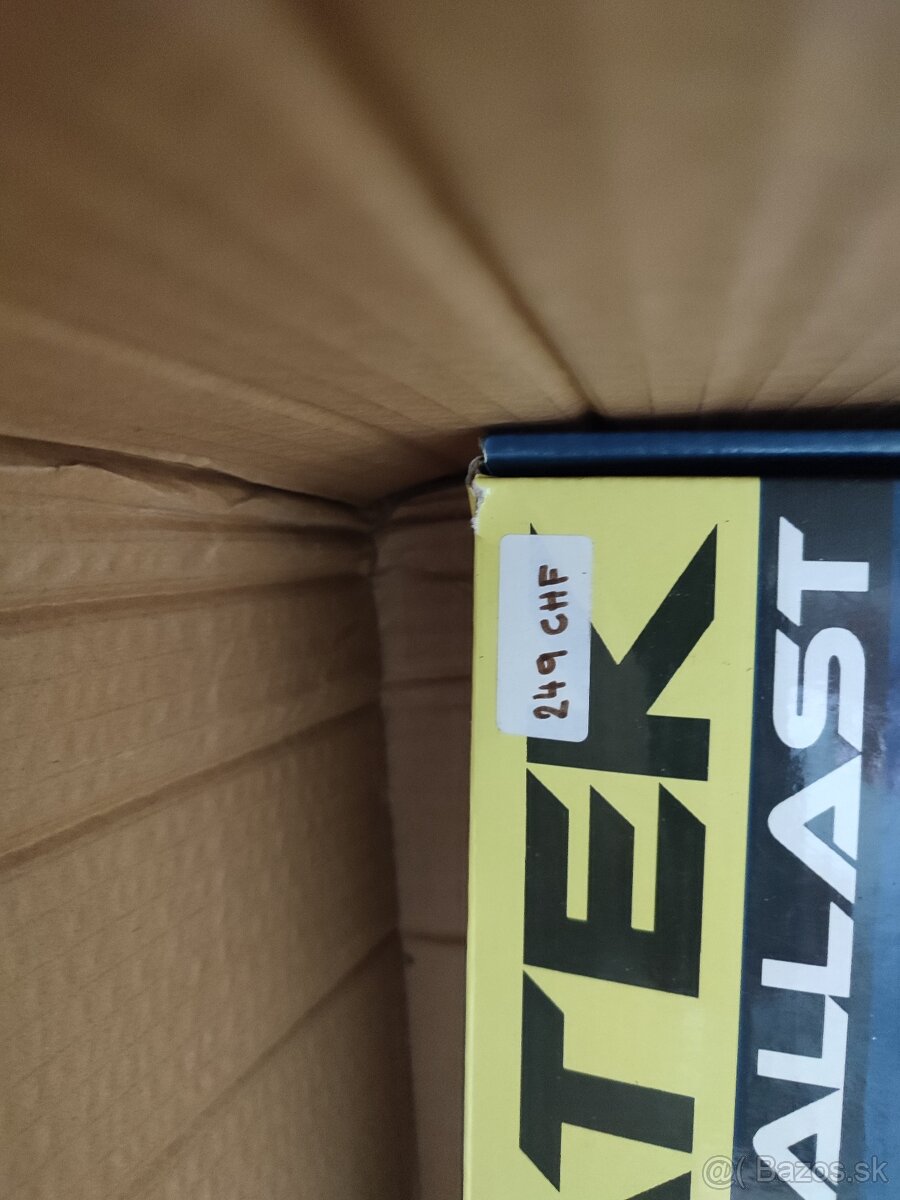 249 CHF
TEK
ALLAST
@( Bazos.sk